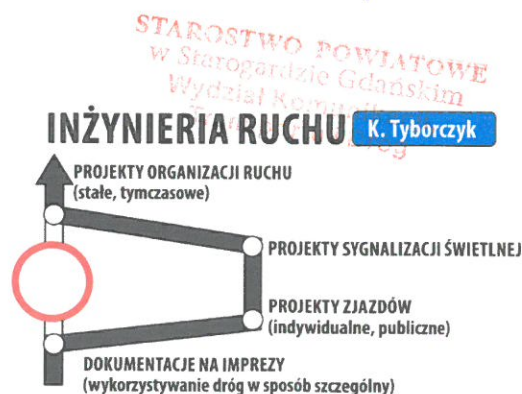 STAROSTWO POWIATOWE
w Starogardzie Gdańskim
Wydział
INŻYNIERIA RUCHU K. Tyborczyk
PROJEKTY ORGANIZACJI RUCHU
(stałe, tymczasowe)
PROJEKTY SYGNALIZACJI ŚWIETLNEJ
PROJEKTY ZJAZDÓW
(indywidualne, publiczne)
DOKUMENTACJE NA IMPREZY
(wykorzystywanie dróg w sposób szczególny)